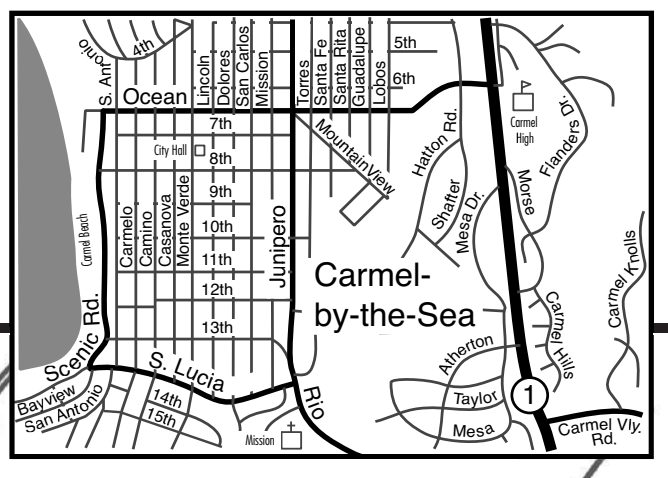 onio
4th
S. Ant
Lincoln
Dolores
San Carlos
Mission
Torres
Santa Fe
Santa Rita
Guadalupe
Lobos
5th
6th
Ocean
7th
City Hall
8th
Mountain View
Hatton Rd.
Carmel
High
Flanders Dr.
Carmel Beach
Carmelo
Camino
Casanova
Monte Verde
9th
10th
11th
12th
13th
Junipero
Shafter
Mesa Dr.
Morse
Carmel-
by-the-Sea
Carmel Knolls
Carmel Hills
Scenic Rd.
S. Lucia
Rio
Atherton
Taylor
Mesa
1
Carmel Vly.
Rd.
Bayview
San Antonio
14th
15th
Mission